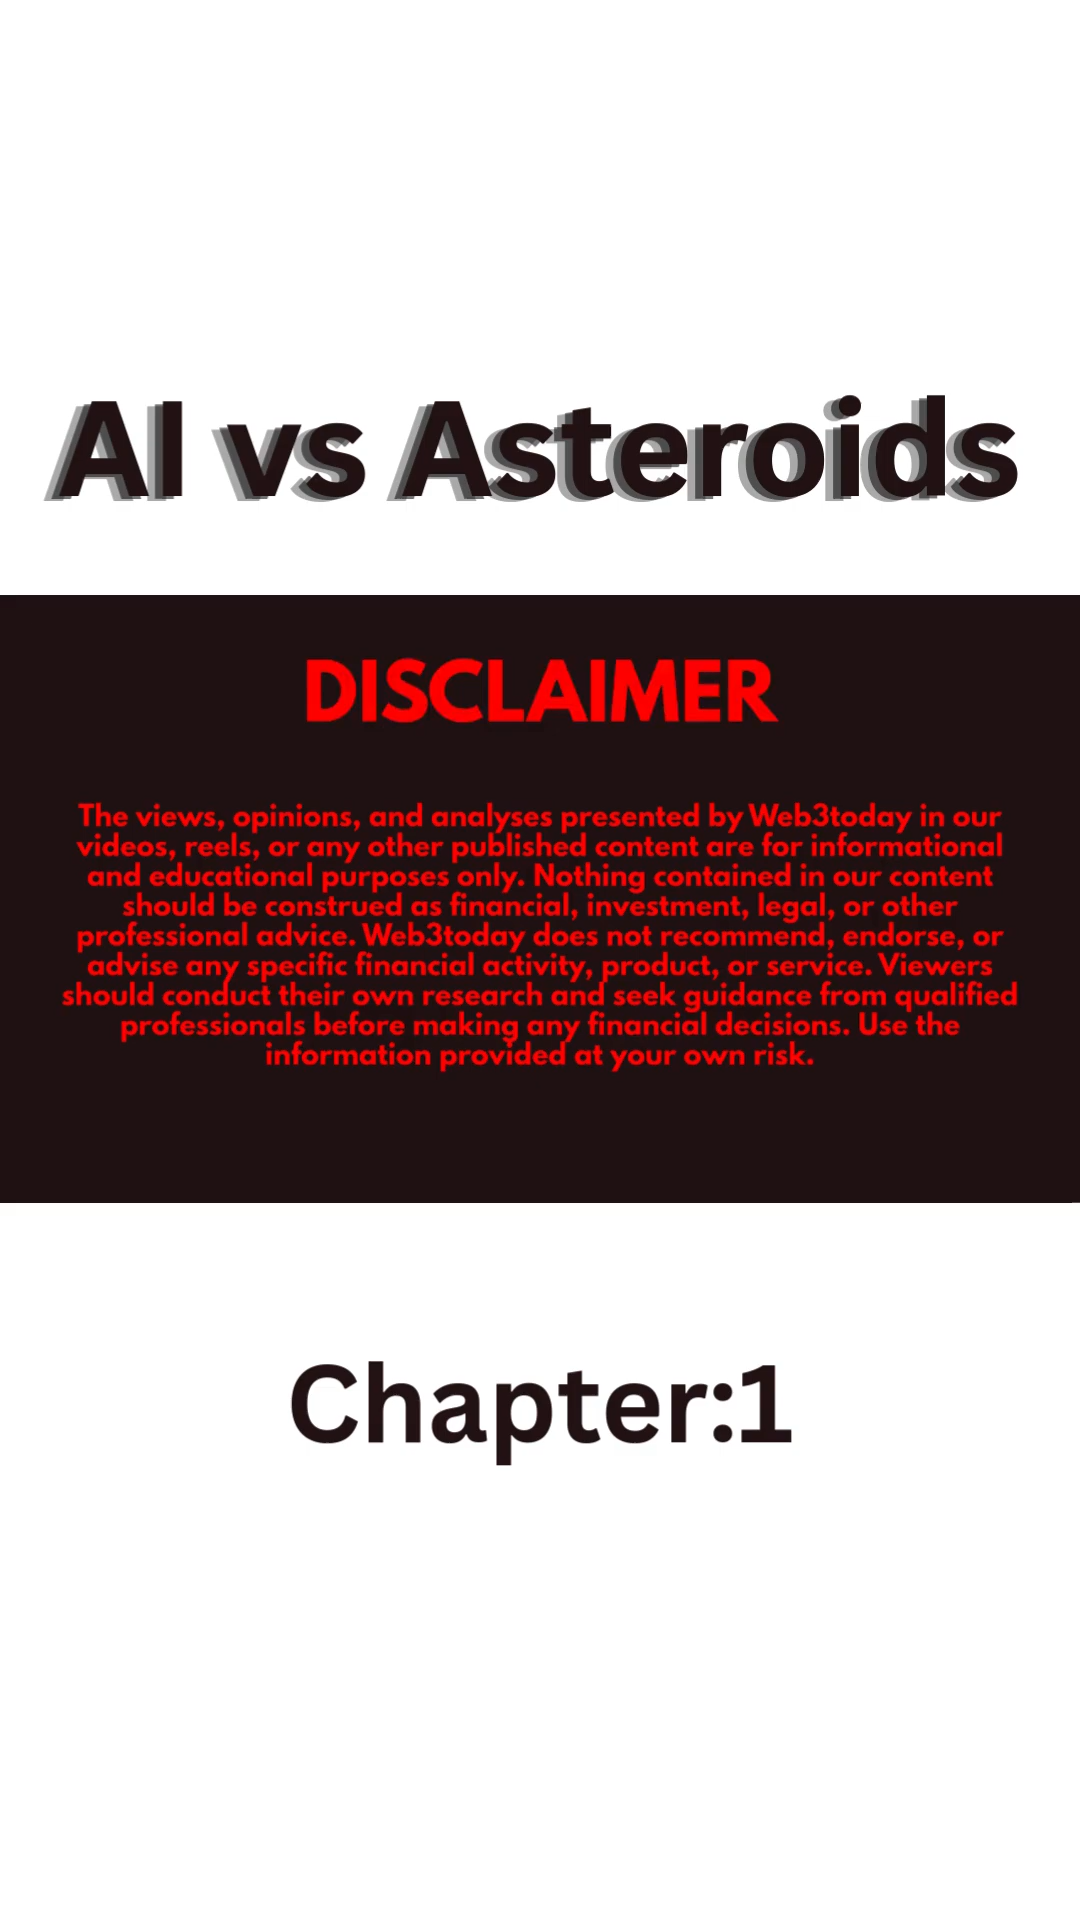 AI vs Asteroids
DISCLAIMER
The views, opinions, and analyses presented by Web3today in our
videos, reels, or any other published content are for informational
and educational purposes only. Nothing contained in our content
should be construed as financial, investment, legal, or other
professional advice. Web3today does not recommend, endorse, or
advise any specific financial activity, product, or service. Viewers
should conduct their own research and seek guidance from qualified
professionals before making any financial decisions. Use the
information provided at your own risk.
Chapter:1